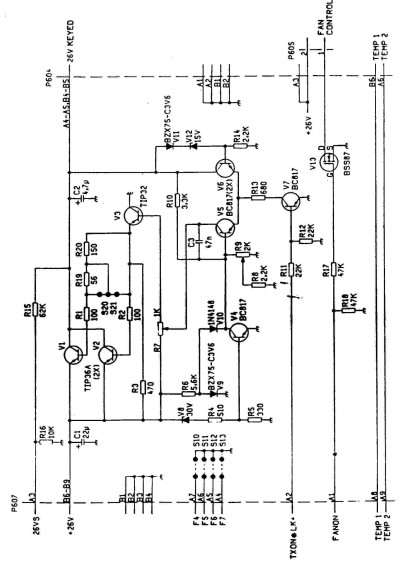 P607
26VS
A3
R16
10K
R15
62K
P604
26V KEYED
A4-A5,B4-B5
+26V
B6-B9
C1
22µ
V1
V2
TIP36A
(2X)
R1
100
R2
100
R19
56
R20
150
S20
S21
V3
TIP32
C2
4,7µ
R3
470
B1
B2
B3
B4
V8
30V
R4
510
R5
330
R6
5,6K
BZX75-C3V6
V9
R7
1K
1N4148
V10
V4
BC817
R8
2.2K
R9
2K
C3
47n
R10
3,3K
V5
BC817(2X)
V6
BZX75-C3V6
V11
V12
15V
R14
2.2K
R13
680
A1
A2
B1
B2
F4
A7
S10
F5
A6
S11
F6
A5
S12
F7
A4
S13
TXON●LK+
A2
R11
22K
R12
22K
V7
BC817
+26V
A3
P605
2
FANON
A1
R18
47K
R17
47K
V13
G
D
S
BSS87
1
FAN
CONTROL
TEMP 1
A8
B6
TEMP 1
TEMP 2
A9
A6
TEMP 2